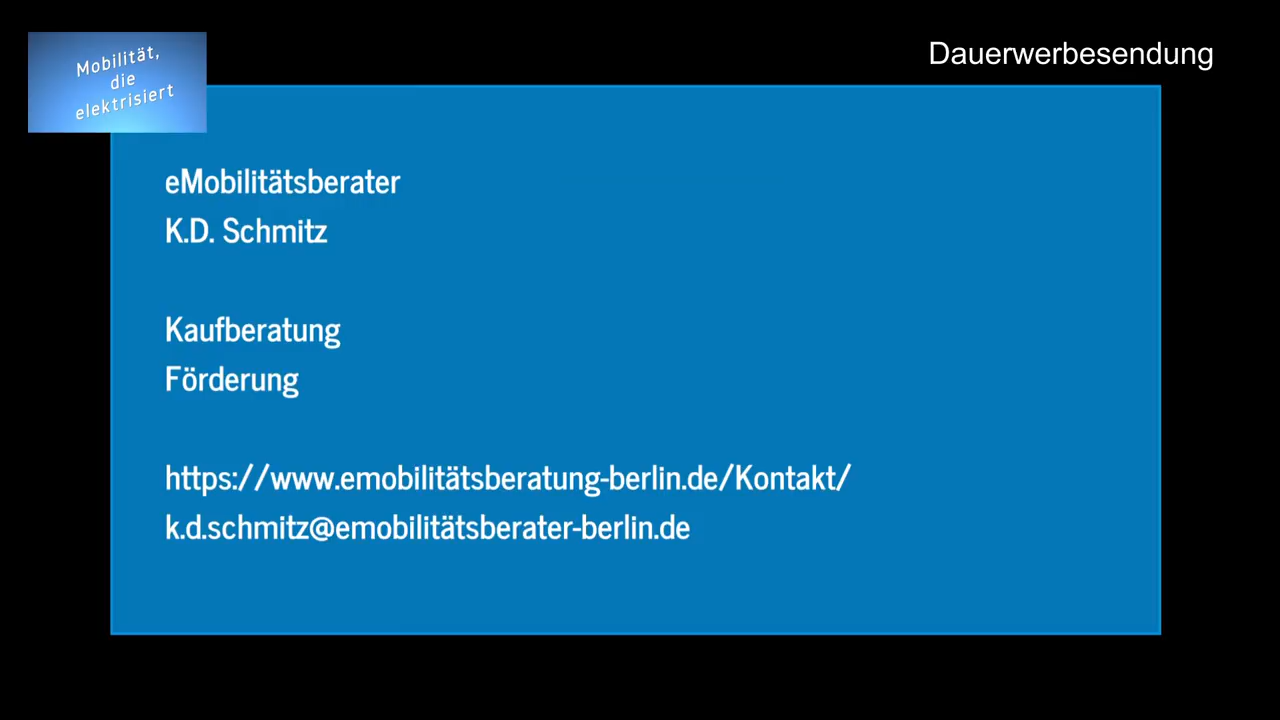 Mobilität,
die
elektrisiert
Dauerwerbesendung
eMobilitätsberater
K.D. Schmitz
Kaufberatung
Förderung
https://www.emobilitätsberatung-berlin.de/Kontakt/
k.d.schmitz@emobilitätsberater-berlin.de